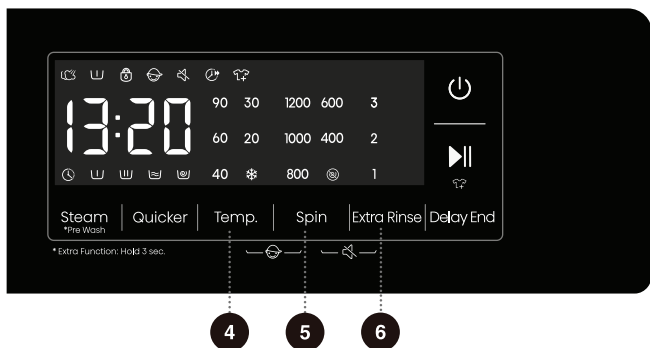 13:20
90 30 1200 600 3
60 20 1000 400 2
40 800 1
Steam Quicker Temp. Spin Extra Rinse Delay End
*Pre Wash
* Extra Function: Hold 3 sec.
4 5 6